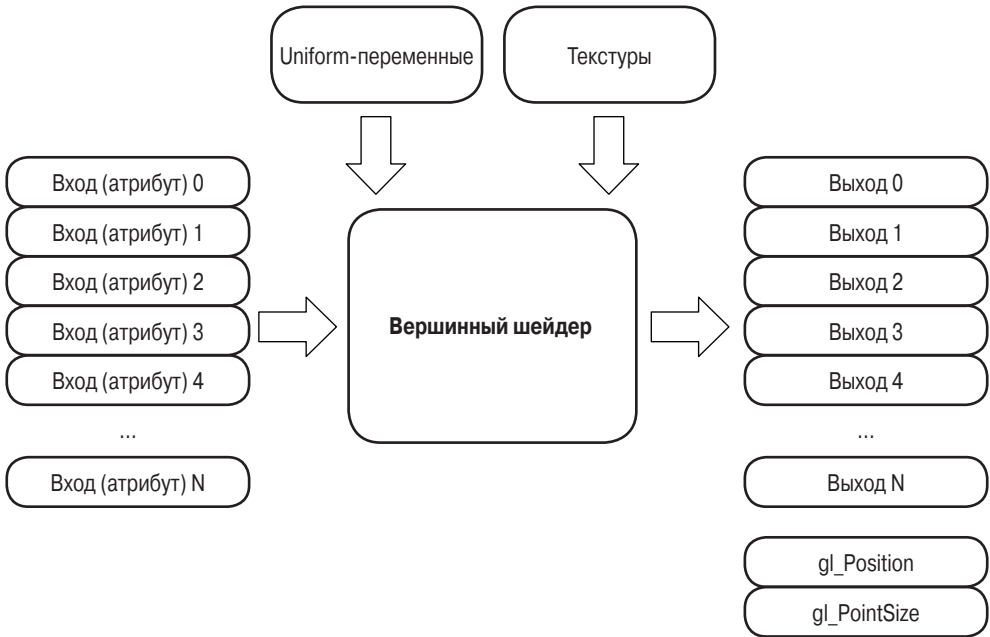 Uniform-переменные
Текстуры
Вход (атрибут) 0
Вход (атрибут) 1
Вход (атрибут) 2
Вход (атрибут) 3
Вход (атрибут) 4
...
Вход (атрибут) N
Вершинный шейдер
Выход 0
Выход 1
Выход 2
Выход 3
Выход 4
...
Выход N
gl_Position
gl_PointSize